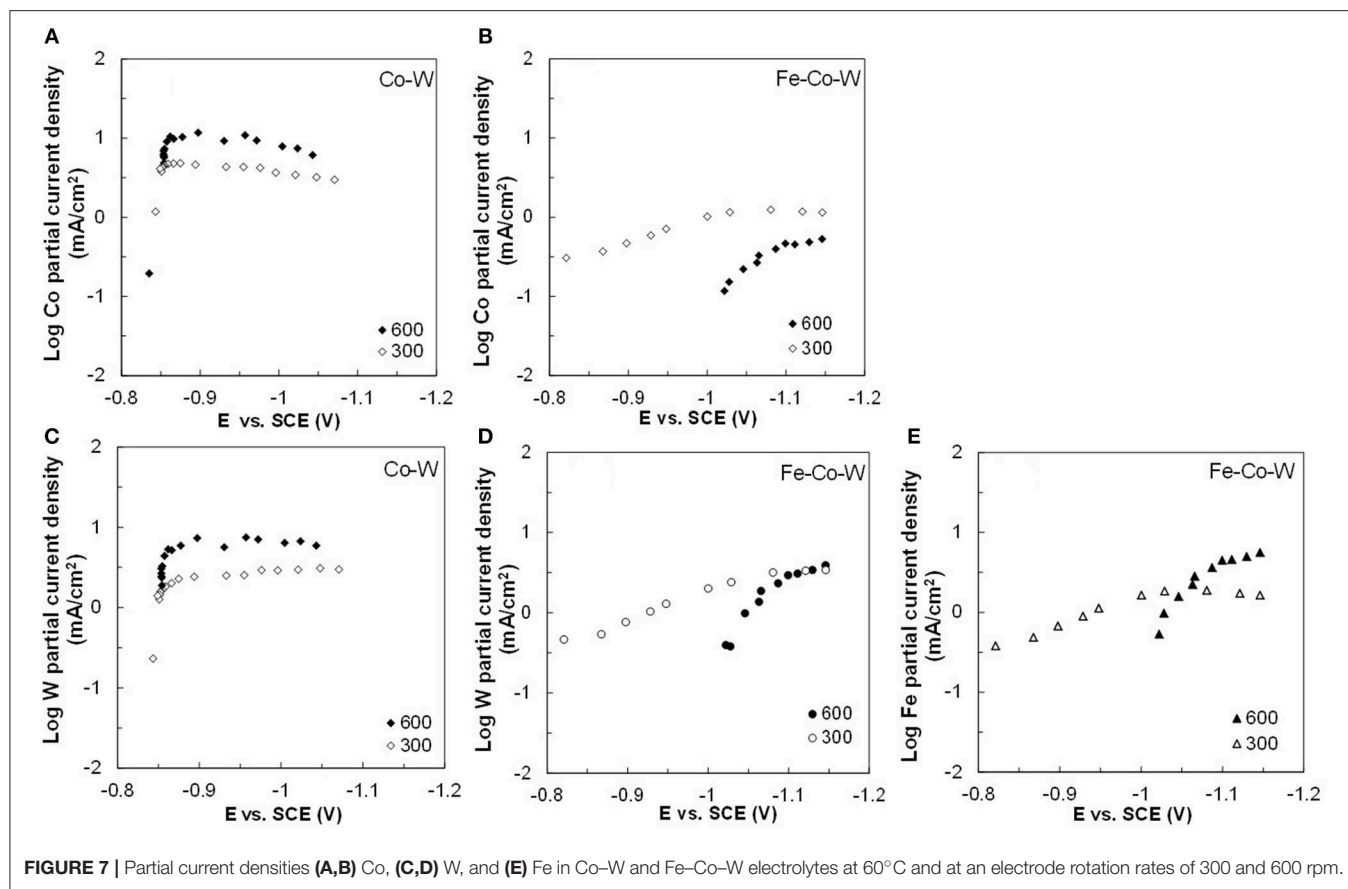 A
Co-W
Log Co partial current density
(mA/cm²)
2
1
0
-1
-2
-0.8 -0.9 -1 -1.1 -1.2
E vs. SCE (V)
600
300
B
Fe-Co-W
Log Co partial current density
(mA/cm²)
2
1
0
-1
-2
-0.8 -0.9 -1 -1.1 -1.2
E vs. SCE (V)
600
300
C
Co-W
Log W partial current density
(mA/cm²)
2
1
0
-1
-2
-0.8 -0.9 -1 -1.1 -1.2
E vs. SCE (V)
600
300
D
Fe-Co-W
Log W partial current density
(mA/cm²)
2
1
0
-1
-2
-0.8 -0.9 -1 -1.1 -1.2
E vs. SCE (V)
600
300
E
Fe-Co-W
Log Fe partial current density
(mA/cm²)
2
1
0
-1
-2
-0.8 -0.9 -1 -1.1 -1.2
E vs. SCE (V)
600
300
FIGURE 7 | Partial current densities (A,B) Co, (C,D) W, and (E) Fe in Co–W and Fe–Co–W electrolytes at 60°C and at an electrode rotation rates of 300 and 600 rpm.